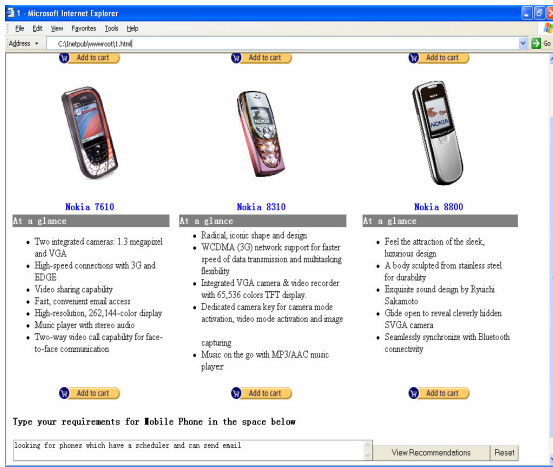 1 - Microsoft Internet Explorer
File Edit View Favorites Tools Help
Address C:\Inetpub\wwwroot\1.html Go
Add to cart Add to cart Add to cart
NOKIA
NOKIA
Nokia 7610 Nokia 8310 Nokia 8800
At a glance At a glance At a glance
Two integrated cameras: 1.3 megapixel
and VGA
High-speed connections with 3G and
EDGE
Video sharing capability
Fast, convenient email access
High-resolution, 262,144-color display
Music player with stereo audio
Two-way video call capability for face-
to-face communication
Radical, iconic shape and design
WCDMA (3G) network support for faster
speed of data transmission and multitasking
flexibility
Integrated VGA camera & video recorder
with 65,536 colors TFT display.
Dedicated camera key for camera mode
activation, video mode activation and image
capturing
Music on the go with MP3/AAC music
player
Feel the attraction of the sleek,
luxurious design
A body sculpted from stainless steel
for durability
Exquisite sound design by Ryuichi
Sakamoto
Glide open to reveal cleverly hidden
SVGA camera
Seamlessly synchronize with Bluetooth
connectivity
Add to cart Add to cart Add to cart
Type your requirements for Mobile Phone in the space below
looking for phones which have a scheduler and can send email
View Recommendations Reset